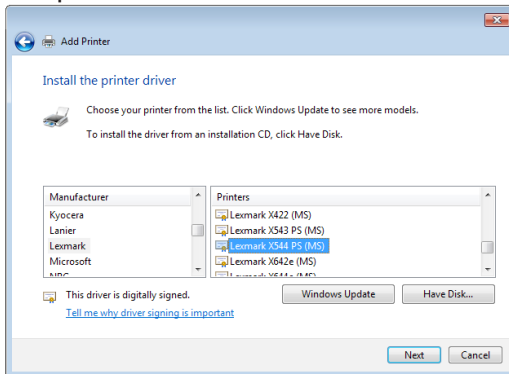 Add Printer
Install the printer driver
Choose your printer from the list. Click Windows Update to see more models.
To install the driver from an installation CD, click Have Disk.
Manufacturer
Kyocera
Lanier
Lexmark
Microsoft
Printers
Lexmark X422 (MS)
Lexmark X543 PS (MS)
Lexmark X544 PS (MS)
Lexmark X642e (MS)
This driver is digitally signed.
Tell me why driver signing is important
Windows Update
Have Disk...
Next
Cancel